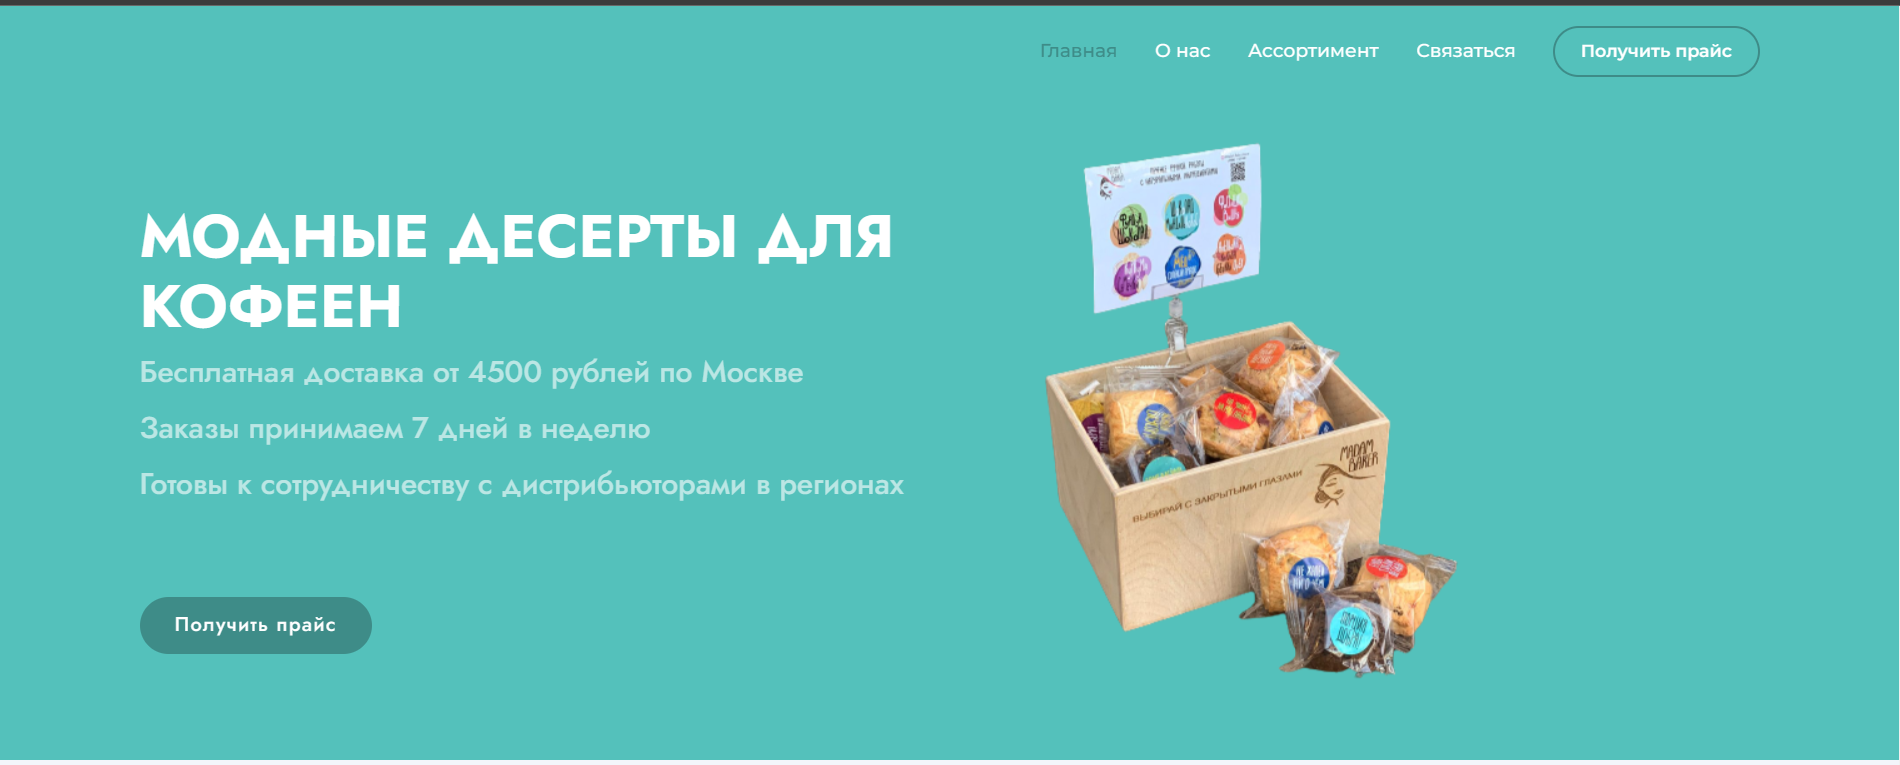 Главная О нас Ассортимент Связаться Получить прайс
МОДНЫЕ ДЕСЕРТЫ ДЛЯ
КОФЕЕН
Бесплатная доставка от 4500 рублей по Москве
Заказы принимаем 7 дней в неделю
Готовы к сотрудничеству с дистрибьюторами в регионах
Получить прайс
MADAM
BAKER
ВЫБИРАЙ С ЗАКРЫТЫМИ ГЛАЗАМИ